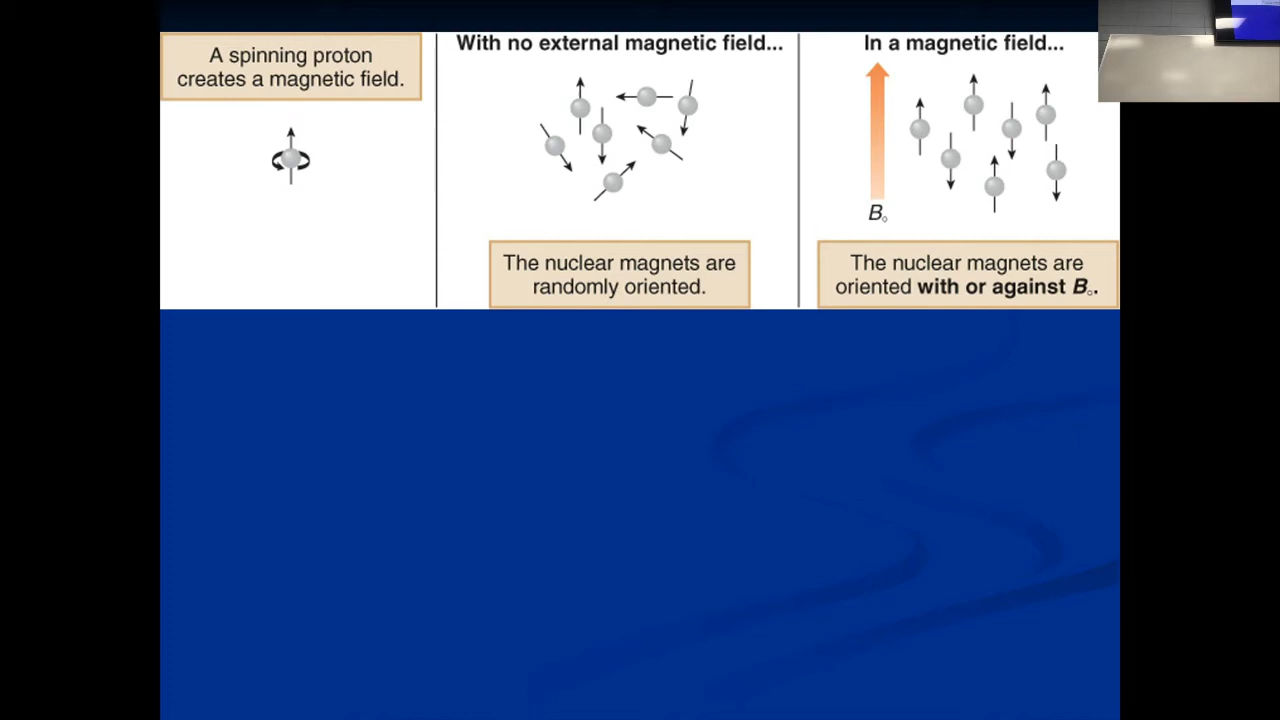 A spinning proton
creates a magnetic field.
With no external magnetic field...
The nuclear magnets are
randomly oriented.
In a magnetic field...
B₀
The nuclear magnets are
oriented with or against B₀.